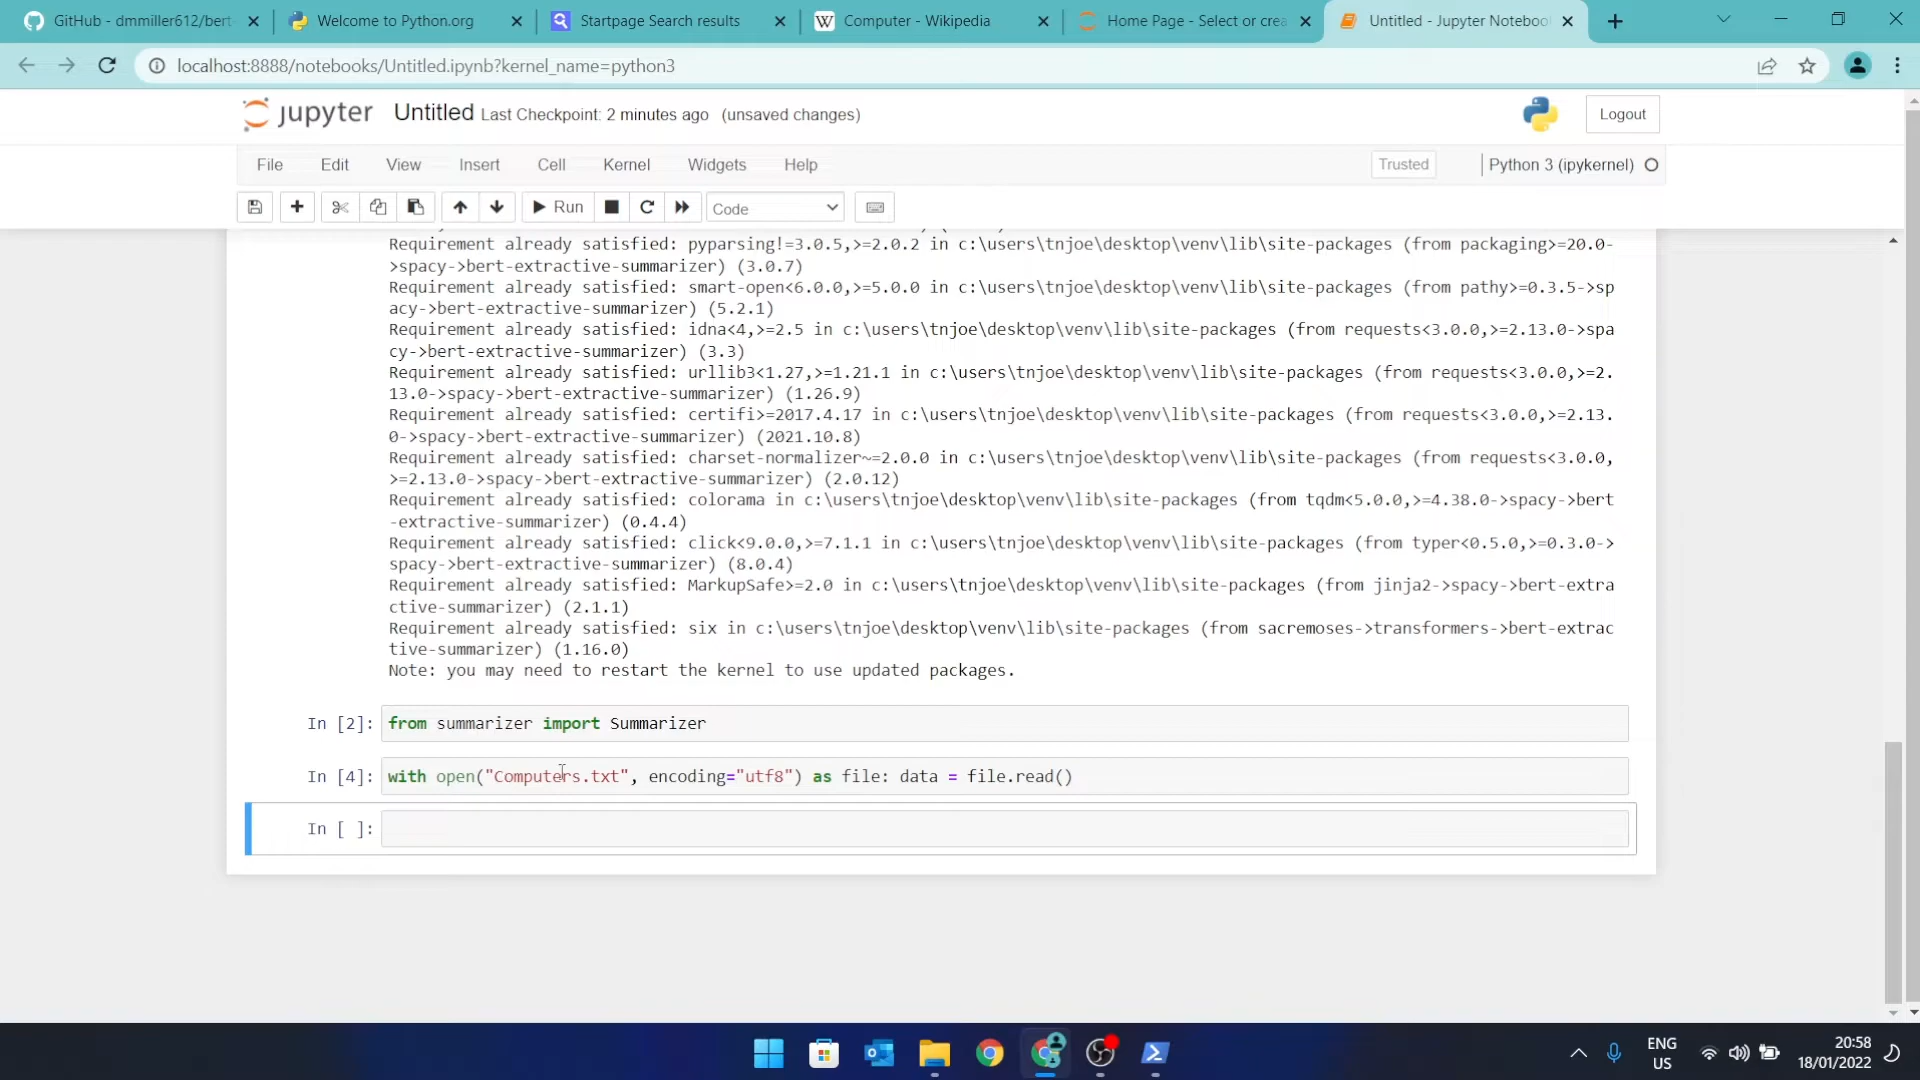 GitHub - dmmiller612/bert
Welcome to Python.org
Startpage Search results
Computer - Wikipedia
Home Page - Select or crea
Untitled - Jupyter Noteboo
localhost:8888/notebooks/Untitled.ipynb?kernel_name=python3
jupyter Untitled Last Checkpoint: 2 minutes ago (unsaved changes)
Logout
File Edit View Insert Cell Kernel Widgets Help
Trusted
Python 3 (ipykernel)
Run
Code
Requirement already satisfied: pyparsing!=3.0.5,>=2.0.2 in c:\users\tnjoe\desktop\venv\lib\site-packages (from packaging>=20.0-
>spacy->bert-extractive-summarizer) (3.0.7)
Requirement already satisfied: smart-open<6.0.0,>=5.0.0 in c:\users\tnjoe\desktop\venv\lib\site-packages (from pathy>=0.3.5->sp
acy->bert-extractive-summarizer) (5.2.1)
Requirement already satisfied: idna<4,>=2.5 in c:\users\tnjoe\desktop\venv\lib\site-packages (from requests<3.0.0,>=2.13.0->spa
cy->bert-extractive-summarizer) (3.3)
Requirement already satisfied: urllib3<1.27,>=1.21.1 in c:\users\tnjoe\desktop\venv\lib\site-packages (from requests<3.0.0,>=2.
13.0->spacy->bert-extractive-summarizer) (1.26.9)
Requirement already satisfied: certifi>=2017.4.17 in c:\users\tnjoe\desktop\venv\lib\site-packages (from requests<3.0.0,>=2.13.
0->spacy->bert-extractive-summarizer) (2021.10.8)
Requirement already satisfied: charset-normalizer~=2.0.0 in c:\users\tnjoe\desktop\venv\lib\site-packages (from requests<3.0.0,
>=2.13.0->spacy->bert-extractive-summarizer) (2.0.12)
Requirement already satisfied: colorama in c:\users\tnjoe\desktop\venv\lib\site-packages (from tqdm<5.0.0,>=4.38.0->spacy->bert
-extractive-summarizer) (0.4.4)
Requirement already satisfied: click<9.0.0,>=7.1.1 in c:\users\tnjoe\desktop\venv\lib\site-packages (from typer<0.5.0,>=0.3.0->
spacy->bert-extractive-summarizer) (8.0.4)
Requirement already satisfied: MarkupSafe>=2.0 in c:\users\tnjoe\desktop\venv\lib\site-packages (from jinja2->spacy->bert-extra
ctive-summarizer) (2.1.1)
Requirement already satisfied: six in c:\users\tnjoe\desktop\venv\lib\site-packages (from sacremoses->transformers->bert-extrac
tive-summarizer) (1.16.0)
Note: you may need to restart the kernel to use updated packages.
In [2]: from summarizer import Summarizer
In [4]: with open("Computers.txt", encoding="utf8") as file: data = file.read()
In [ ]:
ENG
US
20:58
18/01/2022